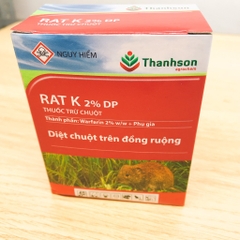 NGUY HIỂM
Thanhson
agrochem
RAT K 2% DP
THUỐC TRỪ CHUỘT
Thành phần: Warfarin 2% w/w + Phụ gia
Diệt chuột trên đồng ruộng